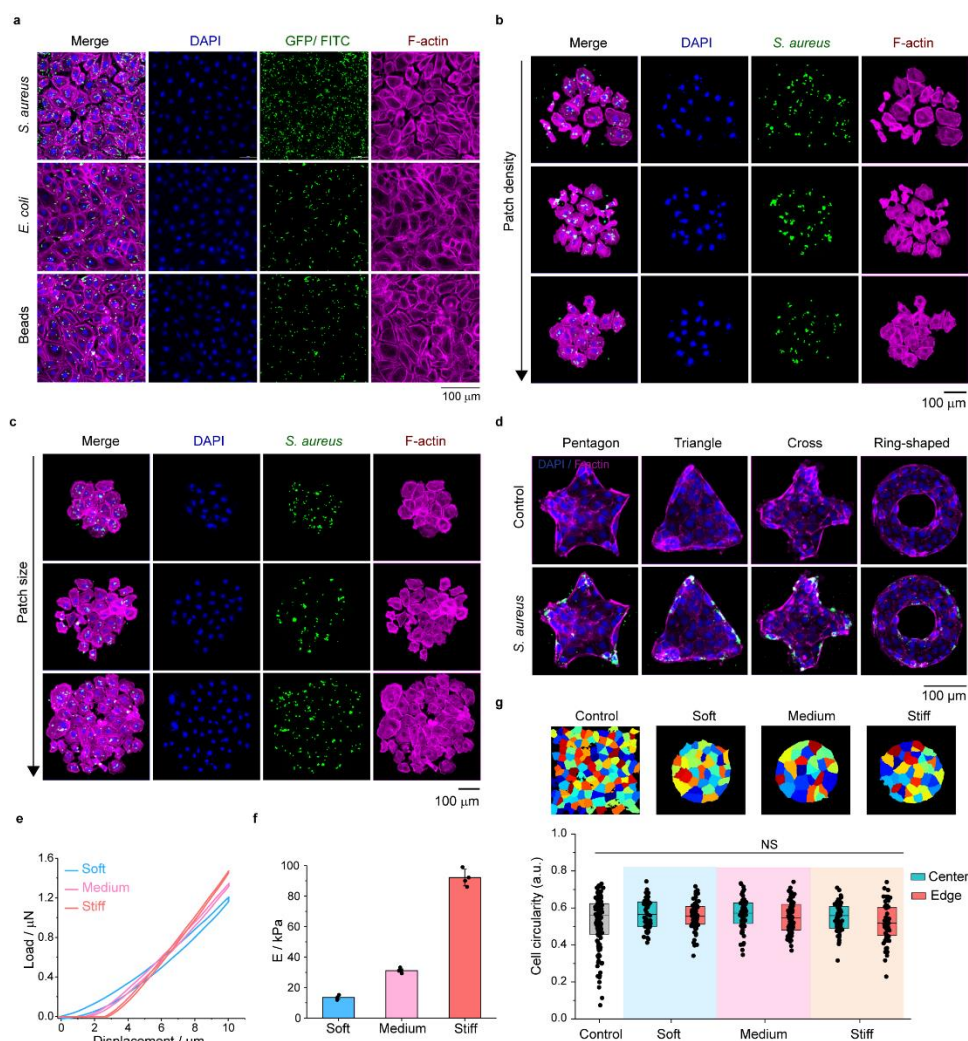 a
Merge DAPI GFP/ FITC F-actin
S. aureus
E. coli
Beads
100 μm
b
Merge DAPI S. aureus F-actin
Patch density
100 μm
c
Merge DAPI S. aureus F-actin
Patch size
100 μm
d
Pentagon Triangle Cross Ring-shaped
DAPI / F-actin
Control
S. aureus
100 μm
e
Soft
Medium
Stiff
Load / μN
1.6
1.2
0.8
0.4
0.0
0 2 4 6 8 10
Displacement / μm
f
E / kPa
100
80
60
40
20
0
Soft Medium Stiff
g
Control Soft Medium Stiff
NS
Center
Edge
Cell circularity (a.u.)
1.0
0.8
0.6
0.4
0.2
0.0
Control Soft Medium Stiff